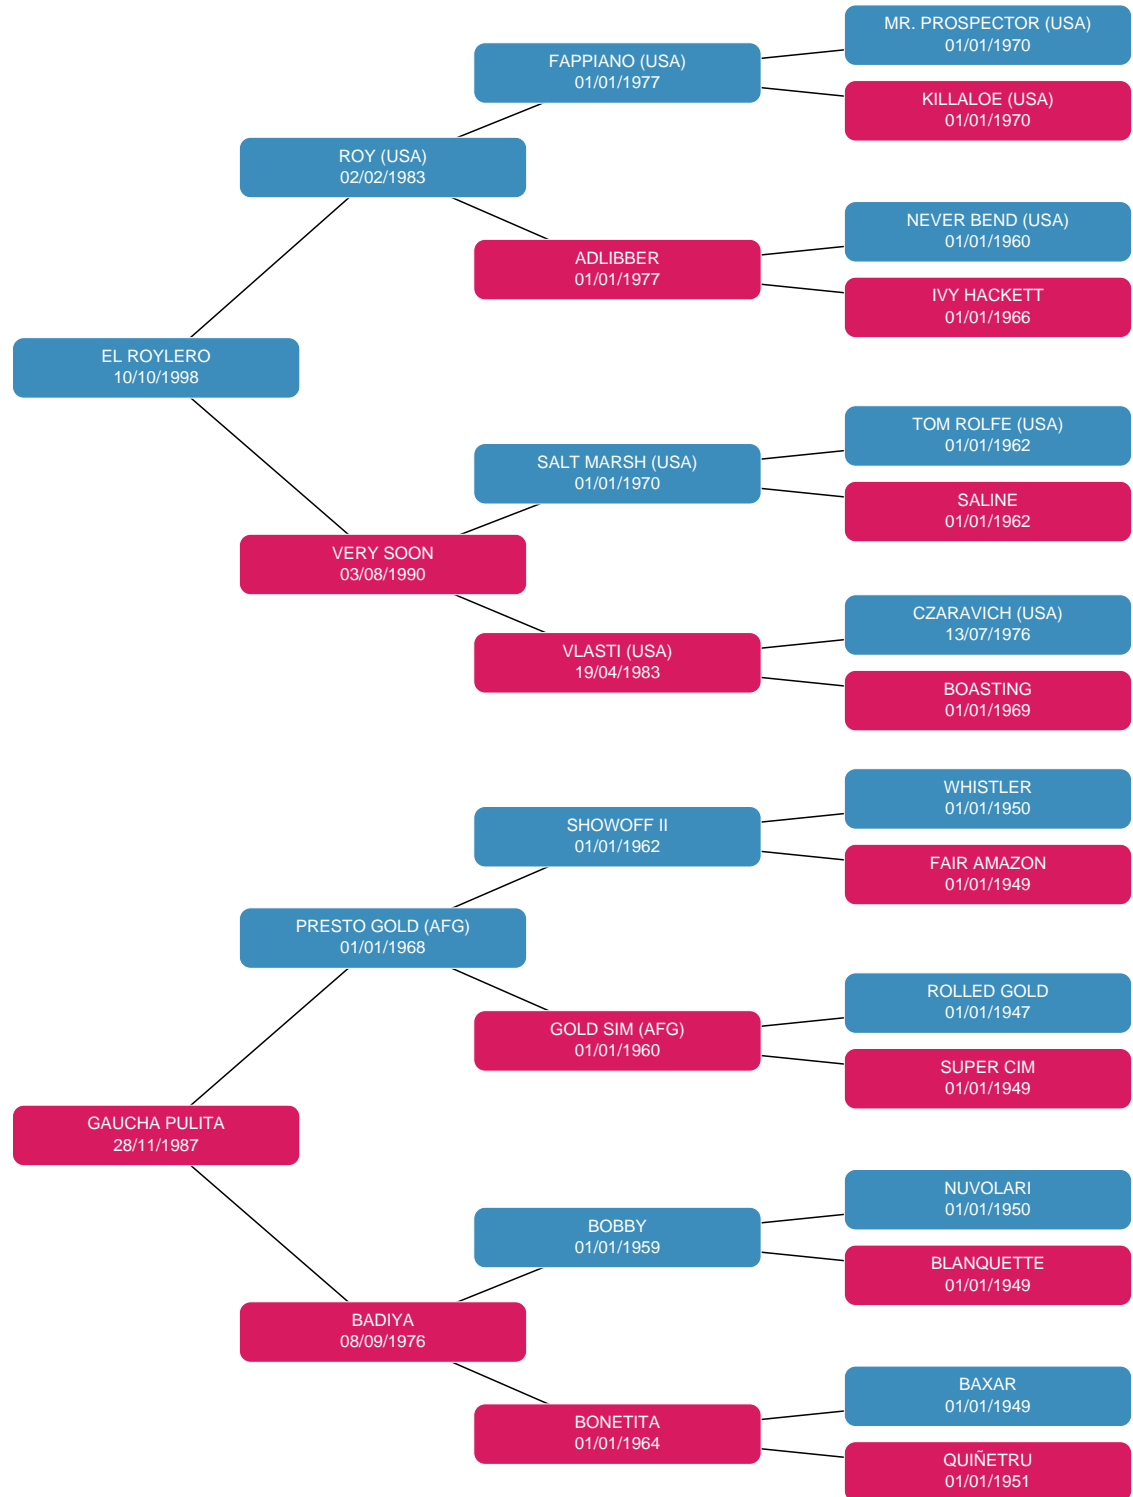 MR. PROSPECTOR (USA)
01/01/1970
FAPPIANO (USA)
01/01/1977
KILLALOE (USA)
01/01/1970
ROY (USA)
02/02/1983
NEVER BEND (USA)
01/01/1960
ADLIBBER
01/01/1977
IVY HACKETT
01/01/1966
EL ROYLERO
10/10/1998
TOM ROLFE (USA)
01/01/1962
SALT MARSH (USA)
01/01/1970
SALINE
01/01/1962
VERY SOON
03/08/1990
CZARAVICH (USA)
13/07/1976
VLASTI (USA)
19/04/1983
BOASTING
01/01/1969
WHISTLER
01/01/1950
SHOWOFF II
01/01/1962
FAIR AMAZON
01/01/1949
PRESTO GOLD (AFG)
01/01/1968
ROLLED GOLD
01/01/1947
GOLD SIM (AFG)
01/01/1960
SUPER CIM
01/01/1949
GAUCHA PULITA
28/11/1987
NUVOLARI
01/01/1950
BOBBY
01/01/1959
BLANQUETTE
01/01/1949
BADIYA
08/09/1976
BAXAR
01/01/1949
BONETITA
01/01/1964
QUIÑETRU
01/01/1951